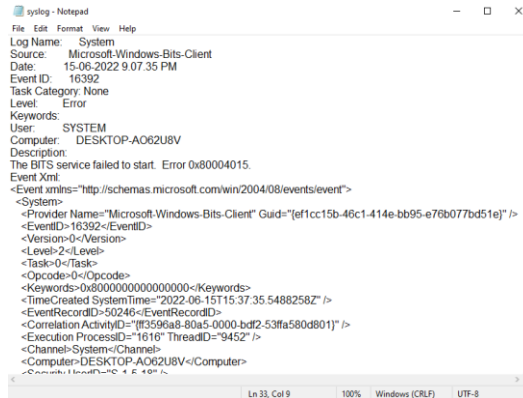 syslog - Notepad
File Edit Format View Help
Log Name: System
Source: Microsoft-Windows-Bits-Client
Date: 15-06-2022 9.07.35 PM
Event ID: 16392
Task Category: None
Level: Error
Keywords:
User: SYSTEM
Computer: DESKTOP-AO62U8V
Description:
The BITS service failed to start. Error 0x80004015.
Event Xml:
<Event xmlns="http://schemas.microsoft.com/win/2004/08/events/event">
<System>
<Provider Name="Microsoft-Windows-Bits-Client" Guid="{ef1cc15b-46c1-414e-bb95-e76b077bd51e}" />
<EventID>16392</EventID>
<Version>0</Version>
<Level>2</Level>
<Task>0</Task>
<Opcode>0</Opcode>
<Keywords>0x8000000000000000</Keywords>
<TimeCreated SystemTime="2022-06-15T15:37:35.5488258Z" />
<EventRecordID>50246</EventRecordID>
<Correlation ActivityID="{ff3596a8-80a5-0000-bdf2-53ffa580d801}" />
<Execution ProcessID="1616" ThreadID="9452" />
<Channel>System</Channel>
<Computer>DESKTOP-AO62U8V</Computer>
<Security UserID="S-1-5-18" />
Ln 33, Col 9 100% Windows (CRLF) UTF-8